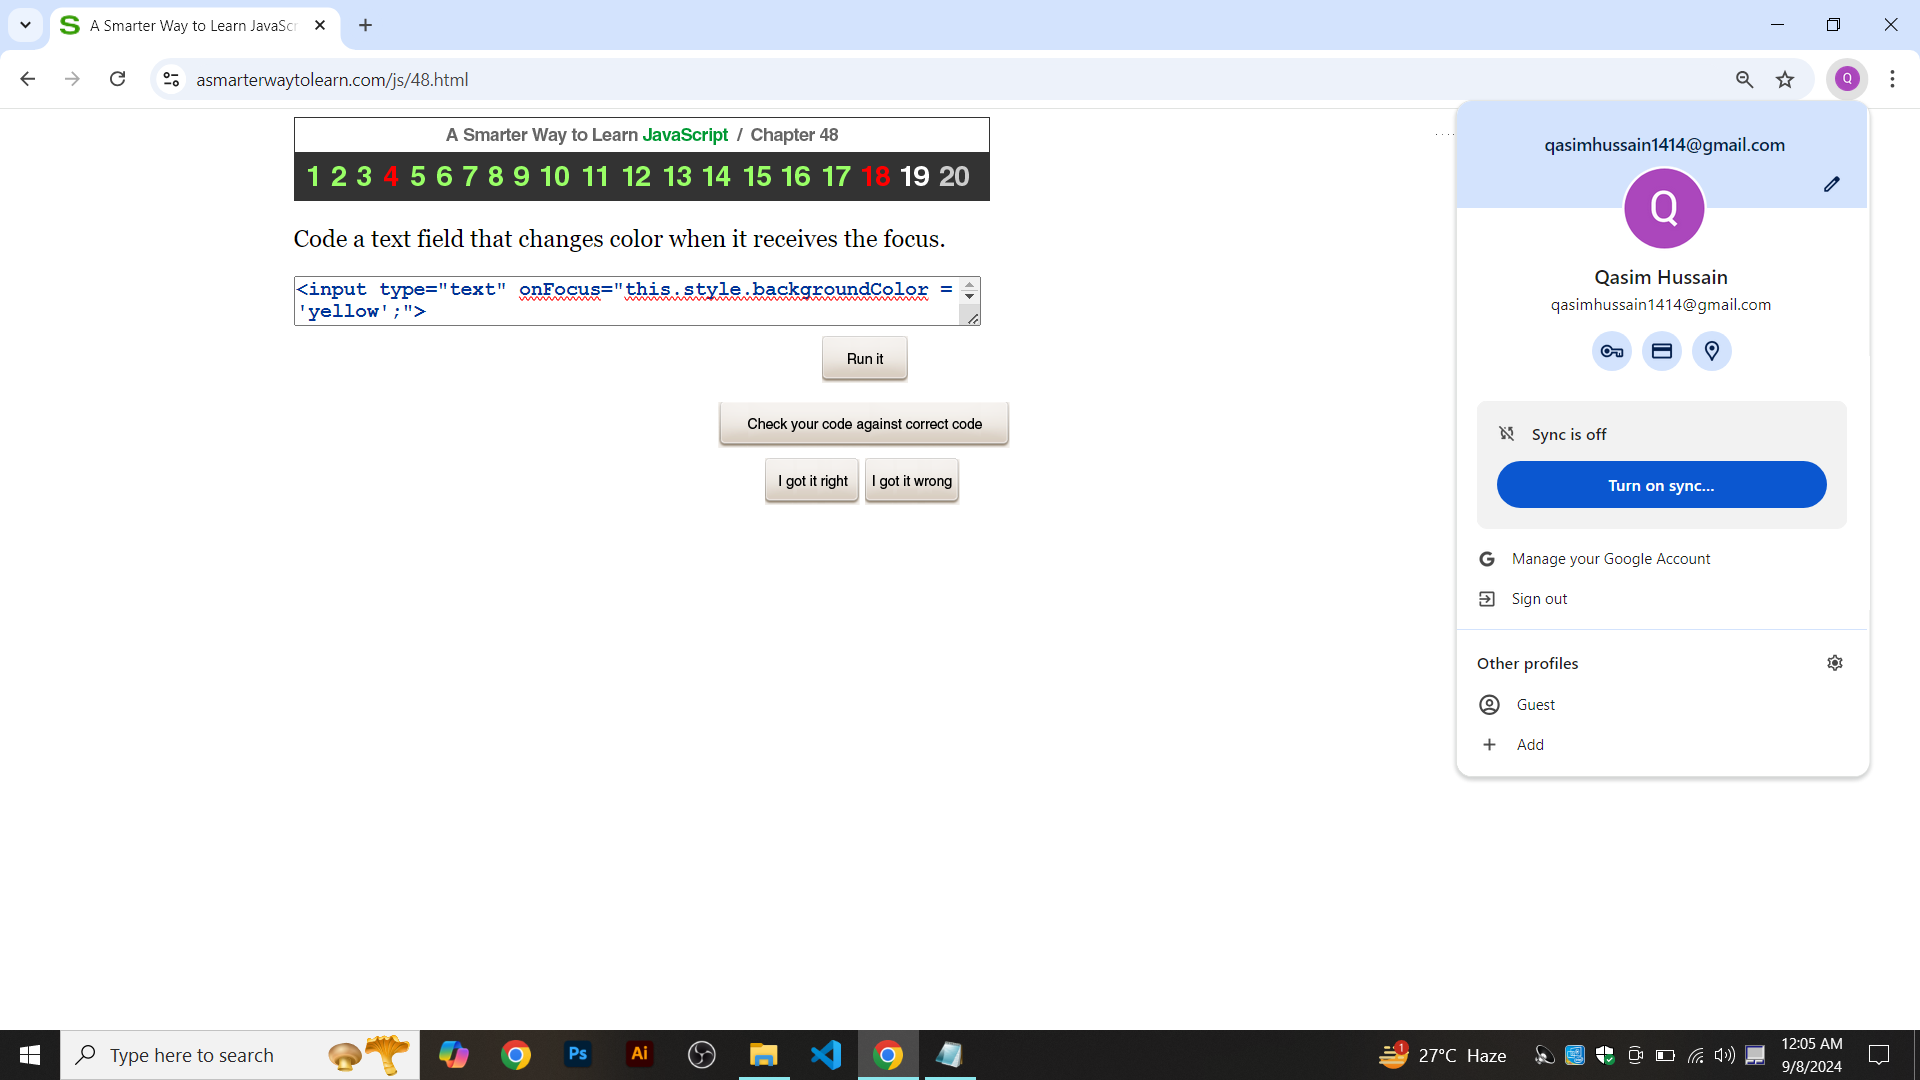 A Smarter Way to Learn JavaScr
asmarterwaytolearn.com/js/48.html
Q
A Smarter Way to Learn JavaScript / Chapter 48
1 2 3 4 5 6 7 8 9 10 11 12 13 14 15 16 17 18 19 20
Code a text field that changes color when it receives the focus.
<input type="text" onFocus="this.style.backgroundColor =
'yellow';">
Run it
Check your code against correct code
I got it right I got it wrong
qasimhussain1414@gmail.com
Q
Qasim Hussain
qasimhussain1414@gmail.com
Sync is off
Turn on sync...
Manage your Google Account
Sign out
Other profiles
Guest
Add
Type here to search
Ps
Ai
1
27°C Haze
12:05 AM
9/8/2024